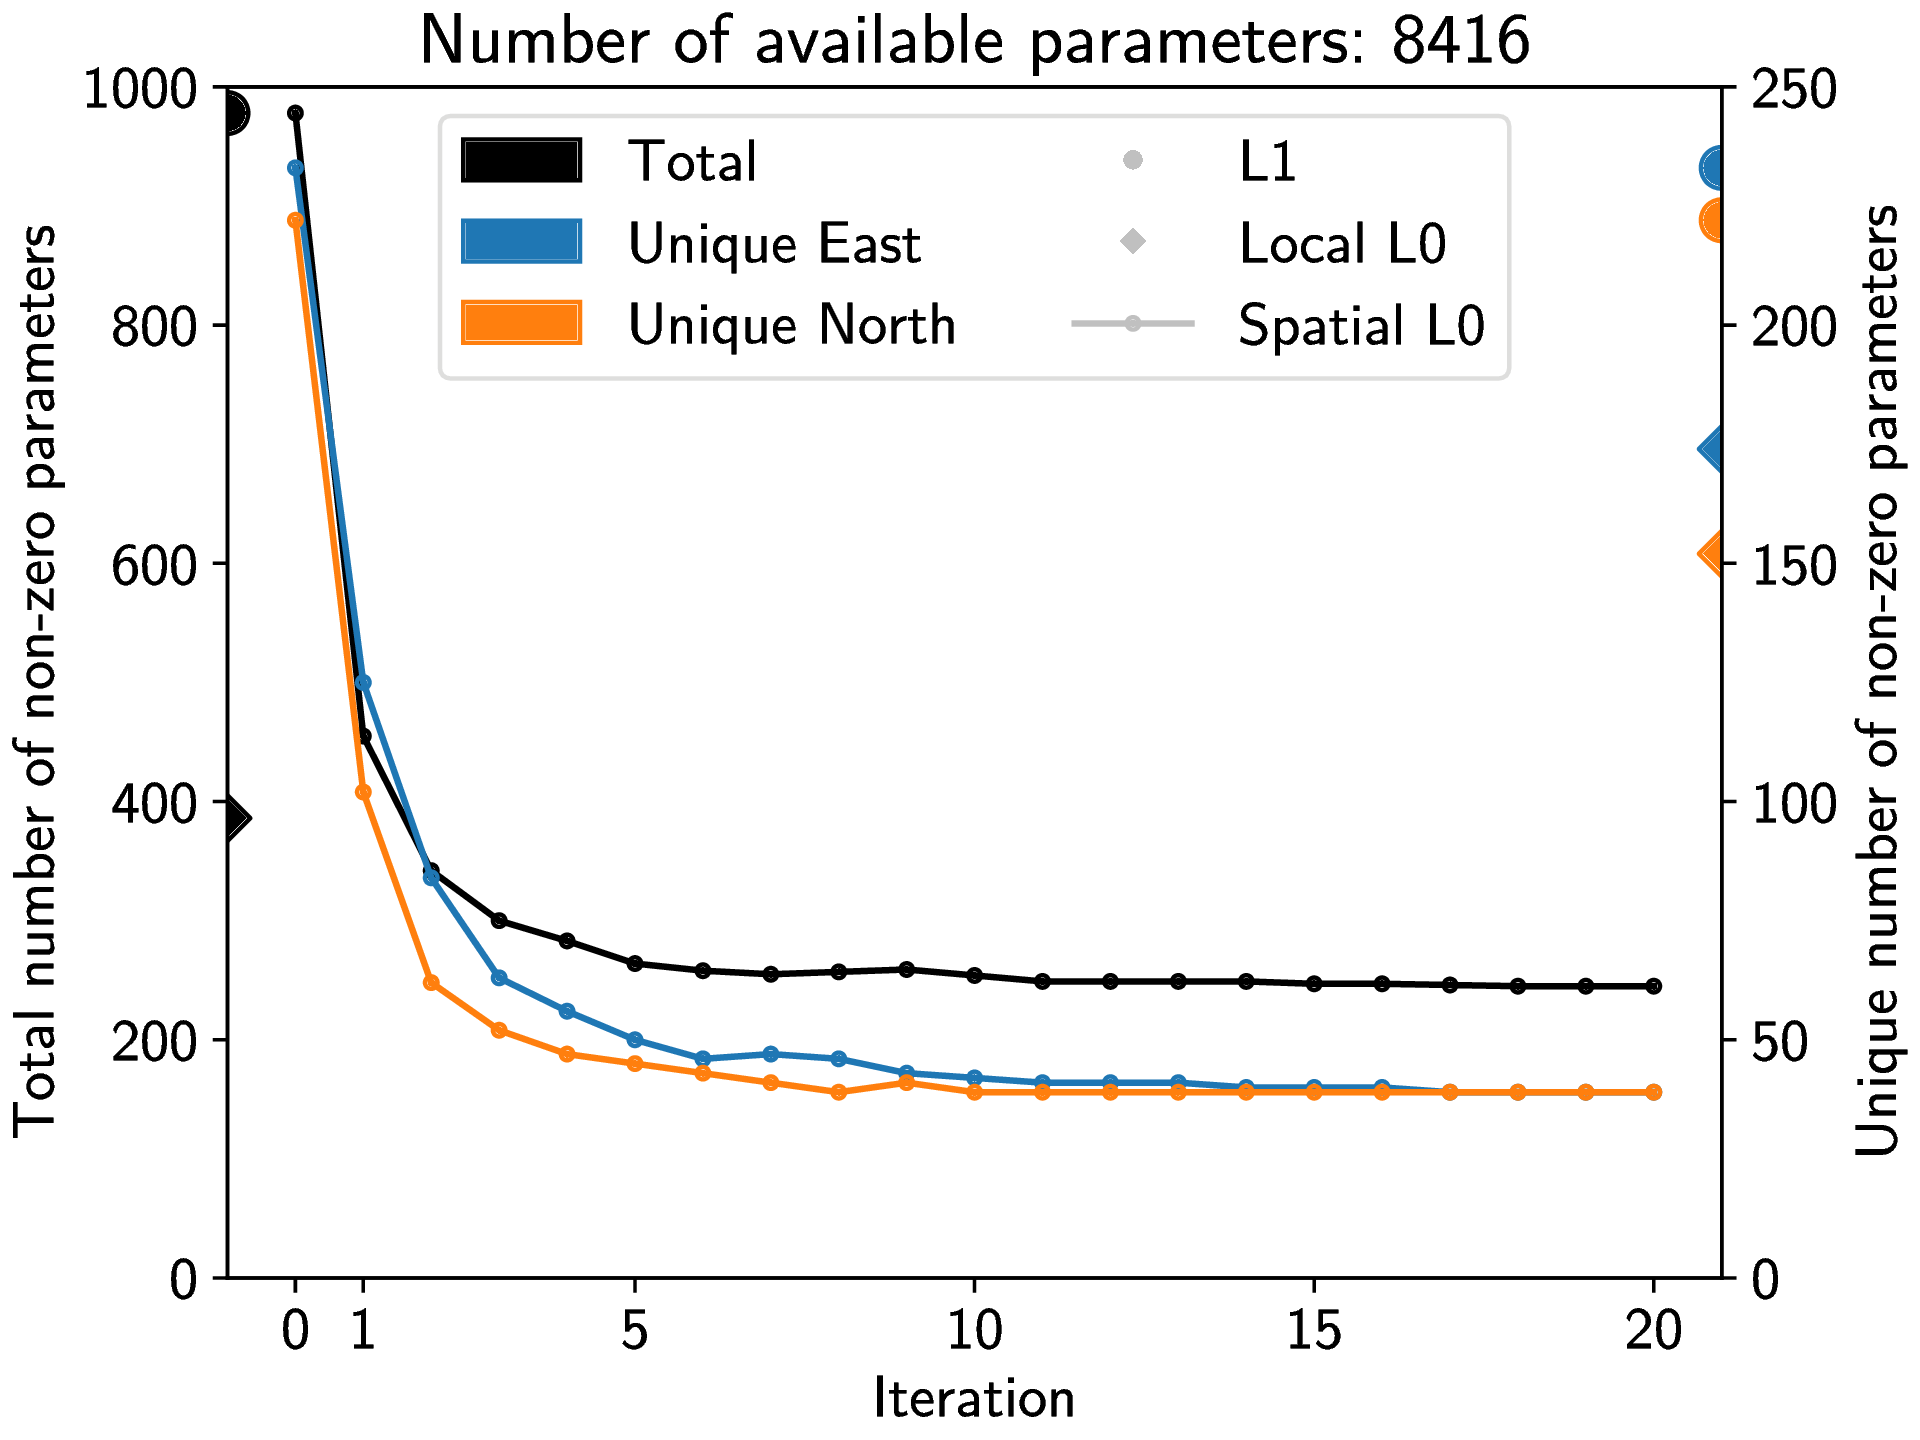 Number of available parameters: 8416
1000
800
600
400
200
0
Total number of non-zero parameters
Total
Unique East
Unique North
L1
Local L0
Spatial L0
250
200
150
100
50
0
Unique number of non-zero parameters
0 1 5 10 15 20
Iteration